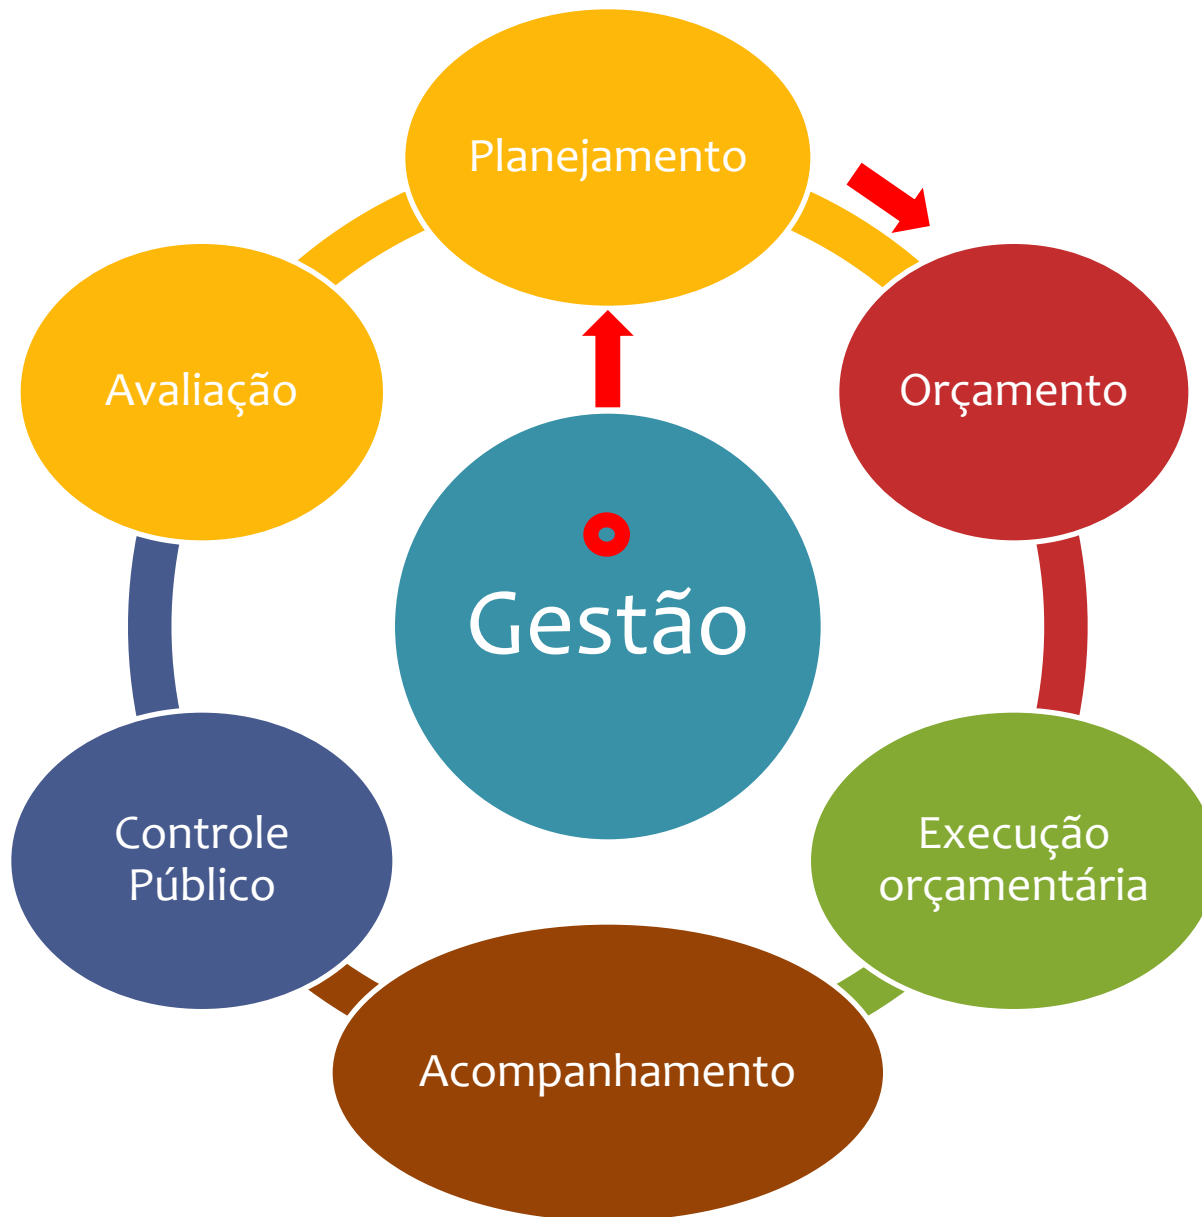 Planejamento
Avaliação
Orçamento
Gestão
Controle
Público
Execução
orçamentária
Acompanhamento